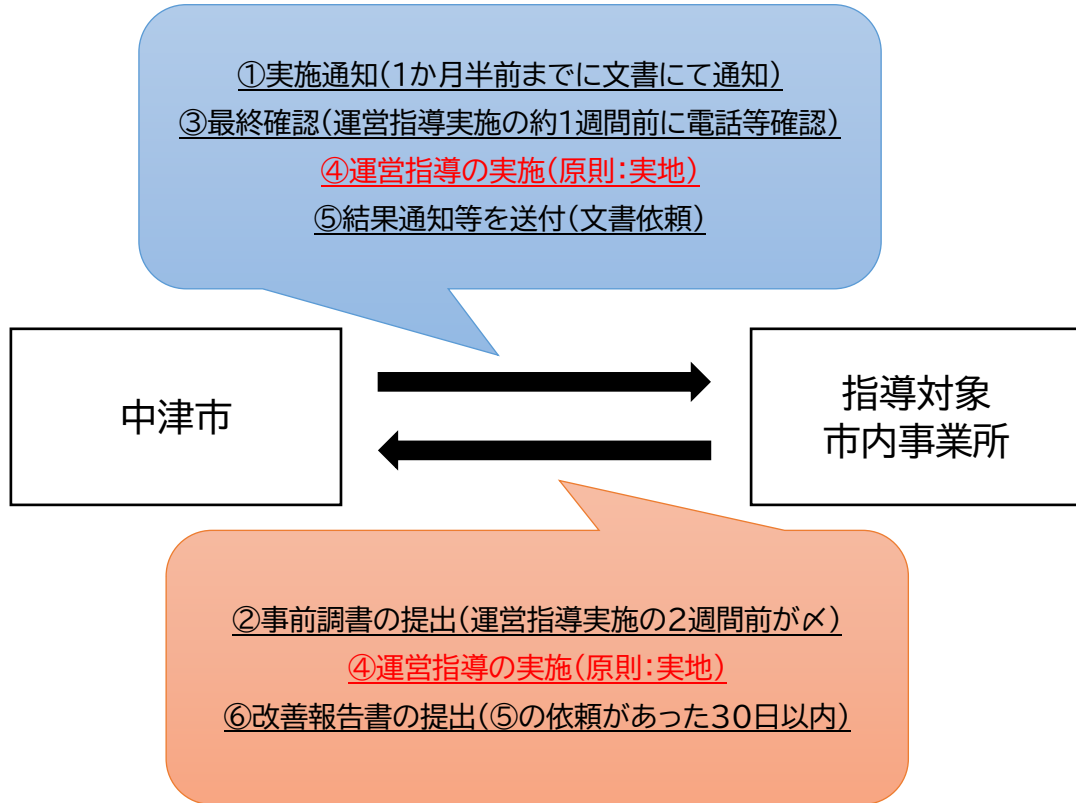 ①実施通知(1か月半前までに文書にて通知)
③最終確認(運営指導実施の約1週間前に電話等確認)
④運営指導の実施(原則:実地)
⑤結果通知等を送付(文書依頼)
中津市
指導対象
市内事業所
②事前調書の提出(運営指導実施の2週間前が〆)
④運営指導の実施(原則:実地)
⑥改善報告書の提出(⑤の依頼があった30日以内)